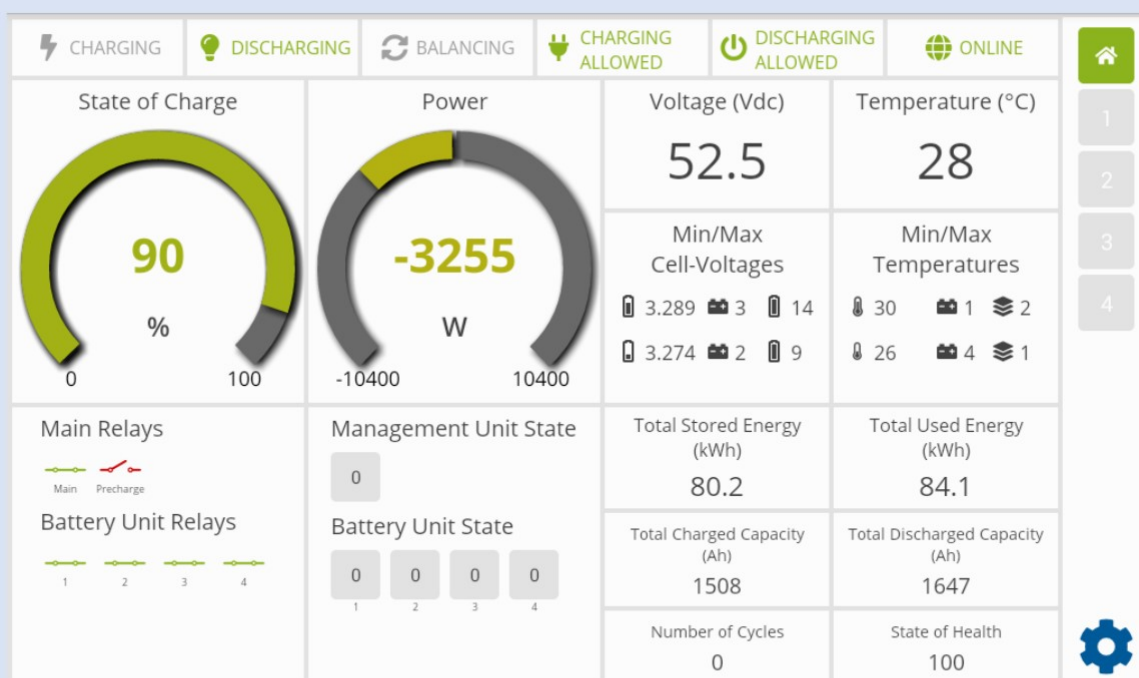 CHARGING
DISCHARGING
BALANCING
CHARGING
ALLOWED
DISCHARGING
ALLOWED
ONLINE
State of Charge
90
%
0
100
Power
-3255
W
-10400
10400
Voltage (Vdc)
52.5
Temperature (°C)
28
Min/Max
Cell-Voltages
3.289 3 14
3.274 2 9
Min/Max
Temperatures
30 1 2
26 4 1
1
2
3
4
Main Relays
Main Precharge
Battery Unit Relays
1 2 3 4
Management Unit State
0
Battery Unit State
0 0 0 0
1 2 3 4
Total Stored Energy
(kWh)
80.2
Total Used Energy
(kWh)
84.1
Total Charged Capacity
(Ah)
1508
Total Discharged Capacity
(Ah)
1647
Number of Cycles
0
State of Health
100